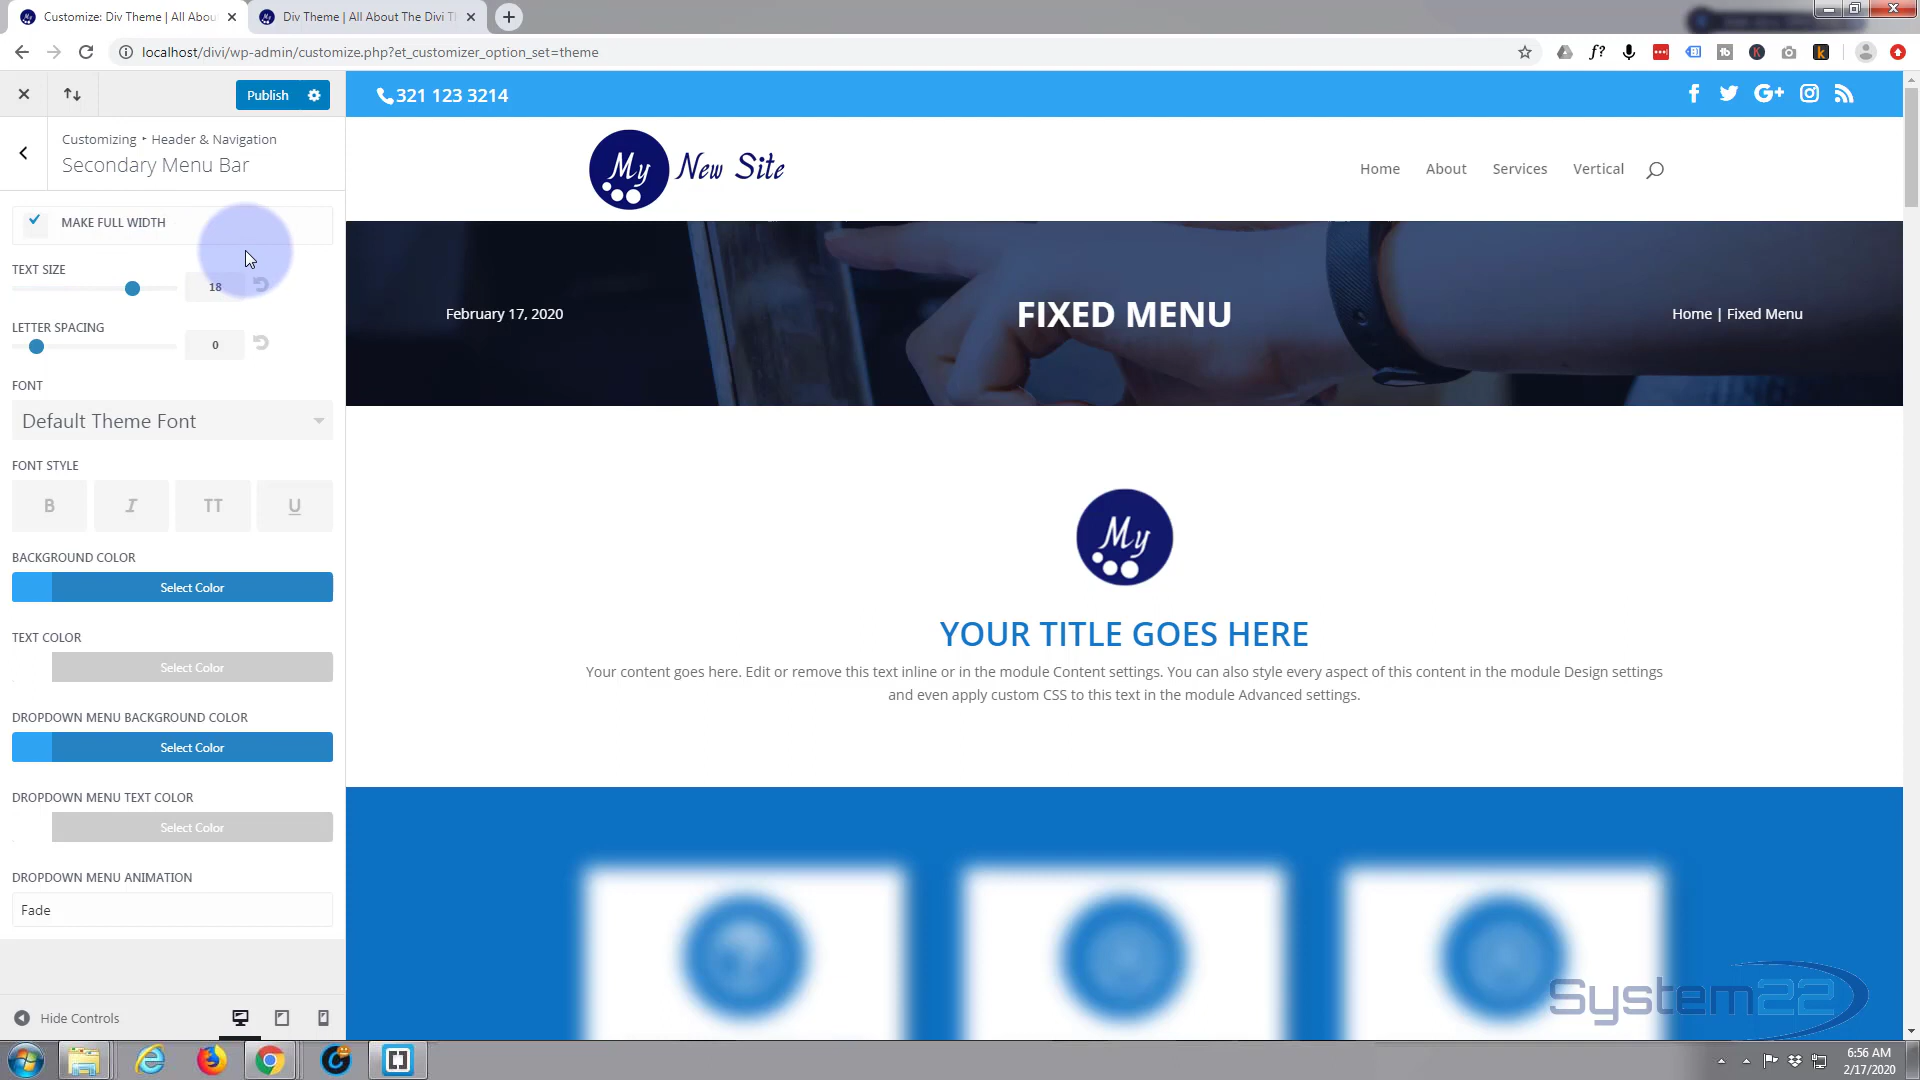 Customize: Div Theme | All Abou
Div Theme | All About The Divi T
localhost/divi/wp-admin/customize.php?et_customizer_option_set=theme
Publish
Customizing ‣ Header & Navigation
Secondary Menu Bar
MAKE FULL WIDTH
TEXT SIZE
18
LETTER SPACING
0
FONT
Default Theme Font
FONT STYLE
B I TT U
BACKGROUND COLOR
Select Color
TEXT COLOR
Select Color
DROPDOWN MENU BACKGROUND COLOR
Select Color
DROPDOWN MENU TEXT COLOR
Select Color
DROPDOWN MENU ANIMATION
Fade
Hide Controls
321 123 3214
My New Site
Home About Services Vertical
February 17, 2020
FIXED MENU
Home | Fixed Menu
My
YOUR TITLE GOES HERE
Your content goes here. Edit or remove this text inline or in the module Content settings. You can also style every aspect of this content in the module Design settings
and even apply custom CSS to this text in the module Advanced settings.
System22
6:56 AM
2/17/2020